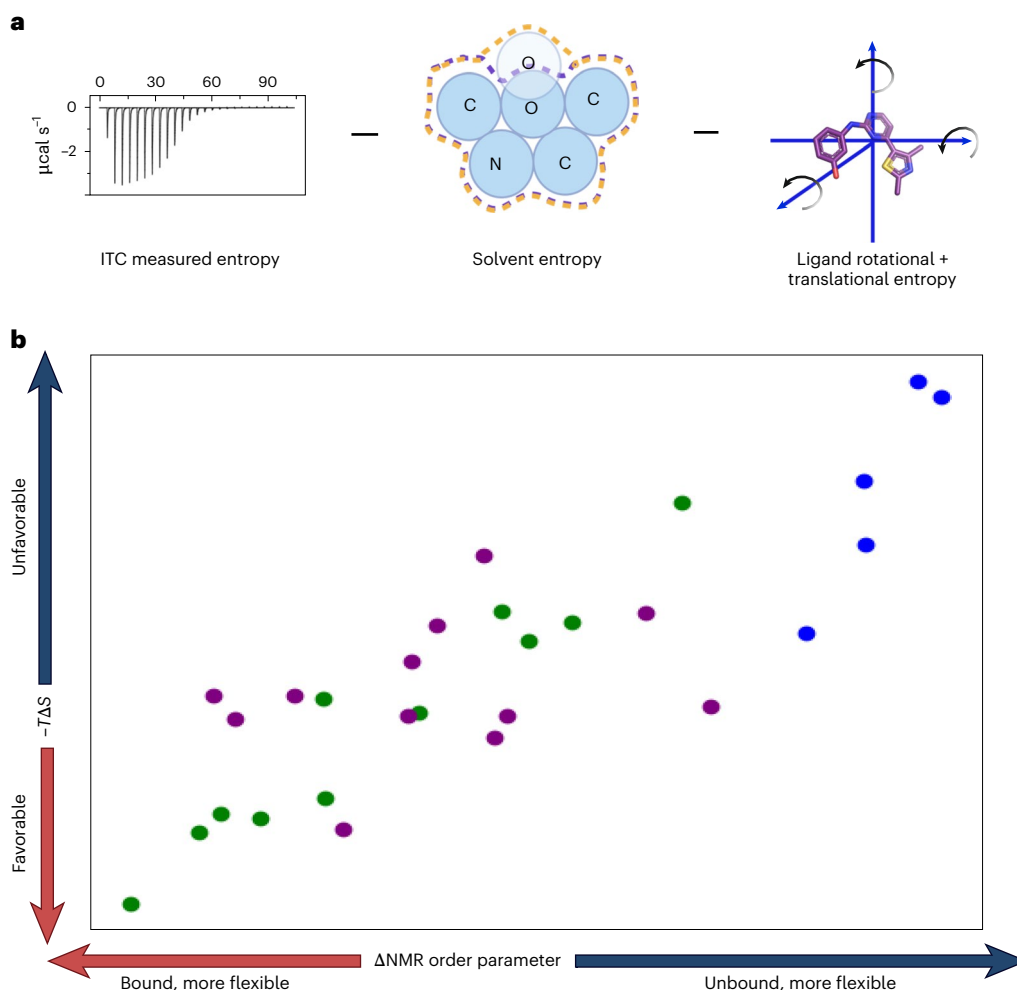 a
0 30 60 90
0
−2
μcal s⁻¹
O
C O C
N C
ITC measured entropy
Solvent entropy
Ligand rotational +
translational entropy
b
Unfavorable
−TΔS
Favorable
ΔNMR order parameter
Bound, more flexible
Unbound, more flexible